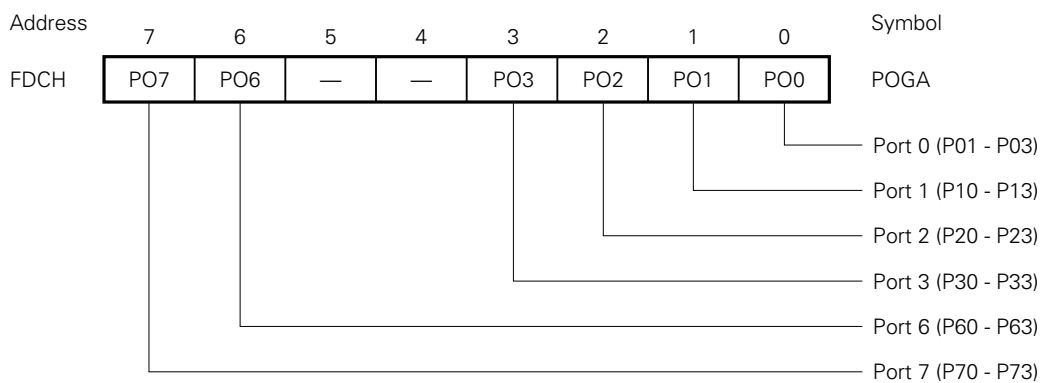 Address 7 6 5 4 3 2 1 0 Symbol
FDCH PO7 PO6 — — PO3 PO2 PO1 PO0 POGA
Port 0 (P01 - P03)
Port 1 (P10 - P13)
Port 2 (P20 - P23)
Port 3 (P30 - P33)
Port 6 (P60 - P63)
Port 7 (P70 - P73)